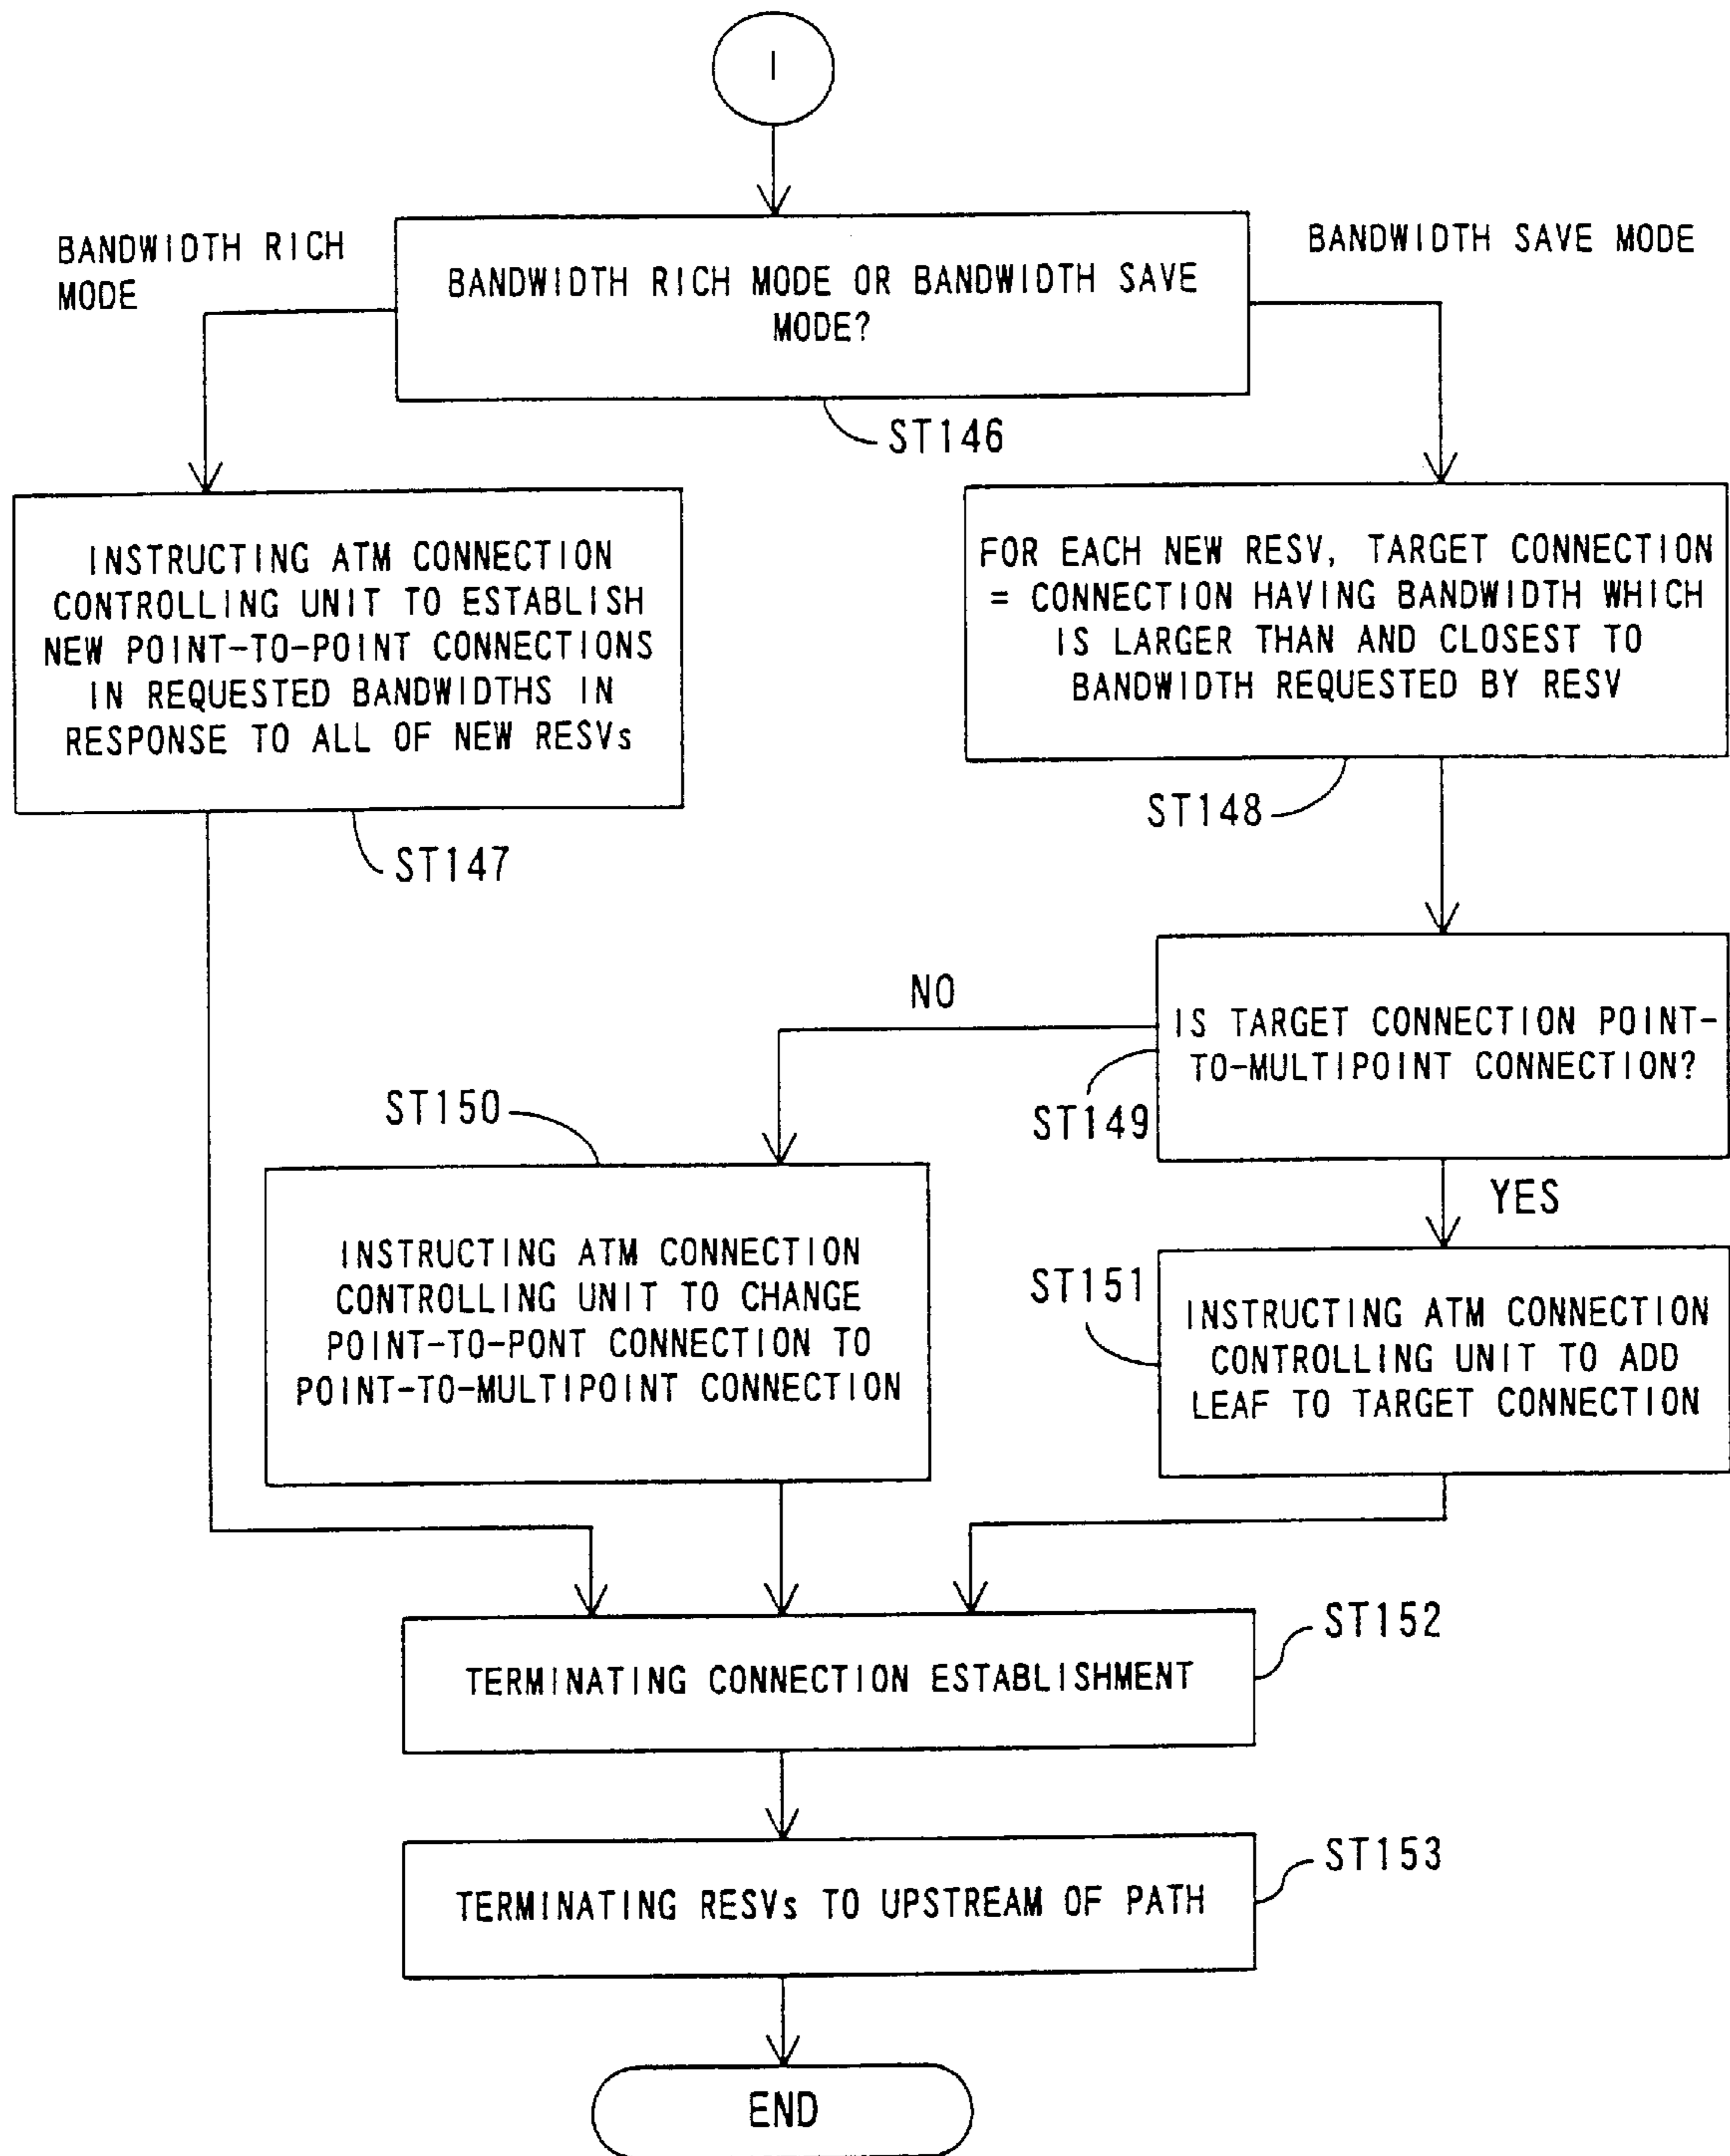 I
BANDWIDTH RICH
MODE
BANDWIDTH RICH MODE OR BANDWIDTH SAVE
MODE?
BANDWIDTH SAVE MODE
ST146
INSTRUCTING ATM CONNECTION
CONTROLLING UNIT TO ESTABLISH
NEW POINT-TO-POINT CONNECTIONS
IN REQUESTED BANDWIDTHS IN
RESPONSE TO ALL OF NEW RESVs
ST147
FOR EACH NEW RESV, TARGET CONNECTION
= CONNECTION HAVING BANDWIDTH WHICH
IS LARGER THAN AND CLOSEST TO
BANDWIDTH REQUESTED BY RESV
ST148
NO
IS TARGET CONNECTION POINT-
TO-MULTIPOINT CONNECTION?
ST149
YES
ST150
INSTRUCTING ATM CONNECTION
CONTROLLING UNIT TO CHANGE
POINT-TO-PONT CONNECTION TO
POINT-TO-MULTIPOINT CONNECTION
ST151
INSTRUCTING ATM CONNECTION
CONTROLLING UNIT TO ADD
LEAF TO TARGET CONNECTION
TERMINATING CONNECTION ESTABLISHMENT
ST152
TERMINATING RESVs TO UPSTREAM OF PATH
ST153
END